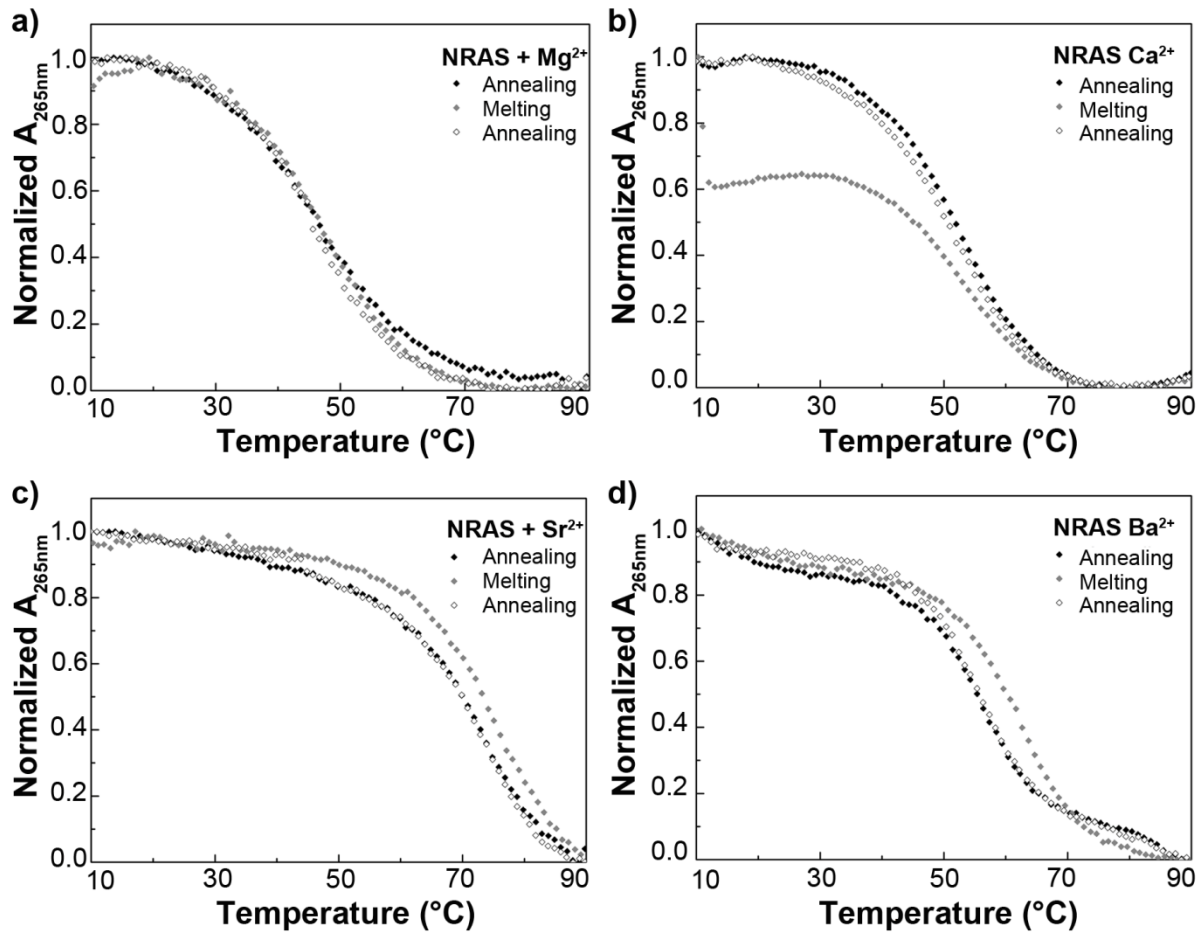 a)
NRAS + Mg²⁺
Annealing
Melting
Annealing
Normalized A₂₆₅ₙₘ
1.0
0.8
0.6
0.4
0.2
0.0
10 30 50 70 90
Temperature (°C)
b)
NRAS Ca²⁺
Annealing
Melting
Annealing
Normalized A₂₆₅ₙₘ
1.0
0.8
0.6
0.4
0.2
0.0
10 30 50 70 90
Temperature (°C)
c)
NRAS + Sr²⁺
Annealing
Melting
Annealing
Normalized A₂₆₅ₙₘ
1.0
0.8
0.6
0.4
0.2
0.0
10 30 50 70 90
Temperature (°C)
d)
NRAS Ba²⁺
Annealing
Melting
Annealing
Normalized A₂₆₅ₙₘ
1.0
0.8
0.6
0.4
0.2
0.0
10 30 50 70 90
Temperature (°C)